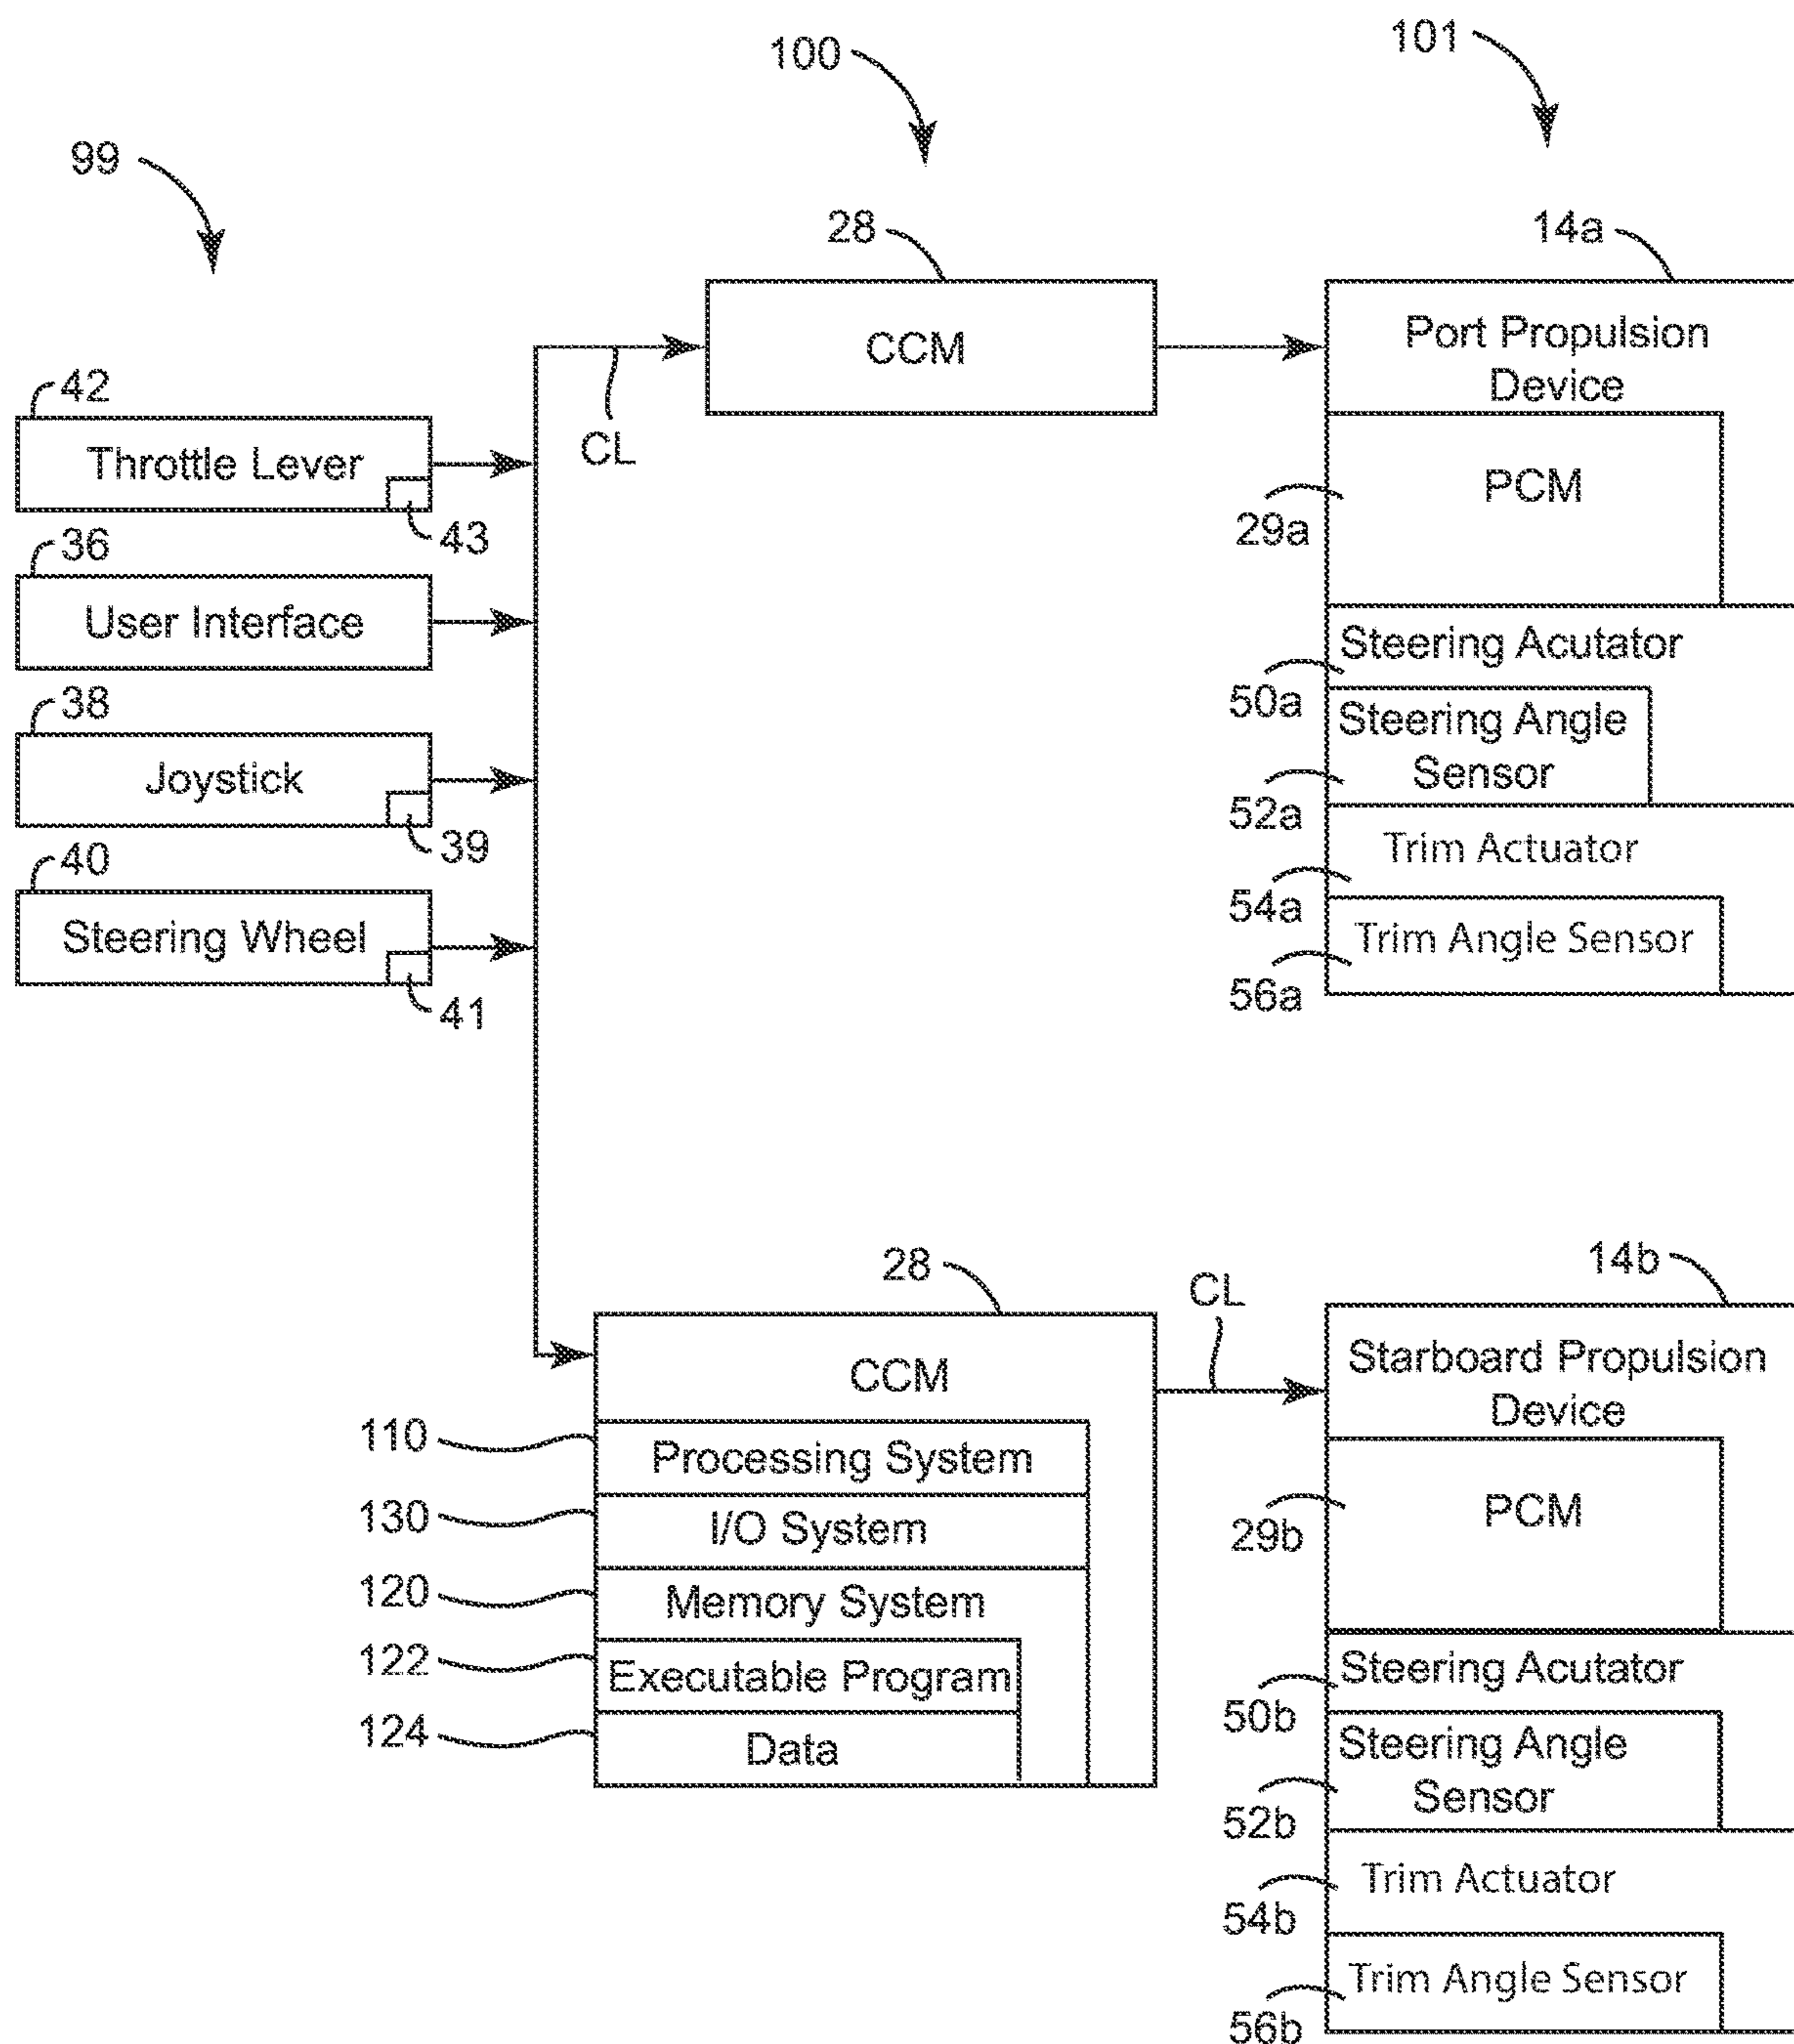 100
101
99
28
14a
CCM
Port Propulsion
Device
42
Throttle Lever
43
CL
PCM
29a
36
User Interface
Steering Acutator
50a
38
Joystick
39
Steering Angle
Sensor
52a
40
Steering Wheel
41
Trim Actuator
54a
Trim Angle Sensor
56a
28
CL
14b
CCM
Starboard Propulsion
Device
110
Processing System
130
I/O System
PCM
29b
120
Memory System
122
Executable Program
Steering Acutator
50b
124
Data
Steering Angle
Sensor
52b
Trim Actuator
54b
Trim Angle Sensor
56b